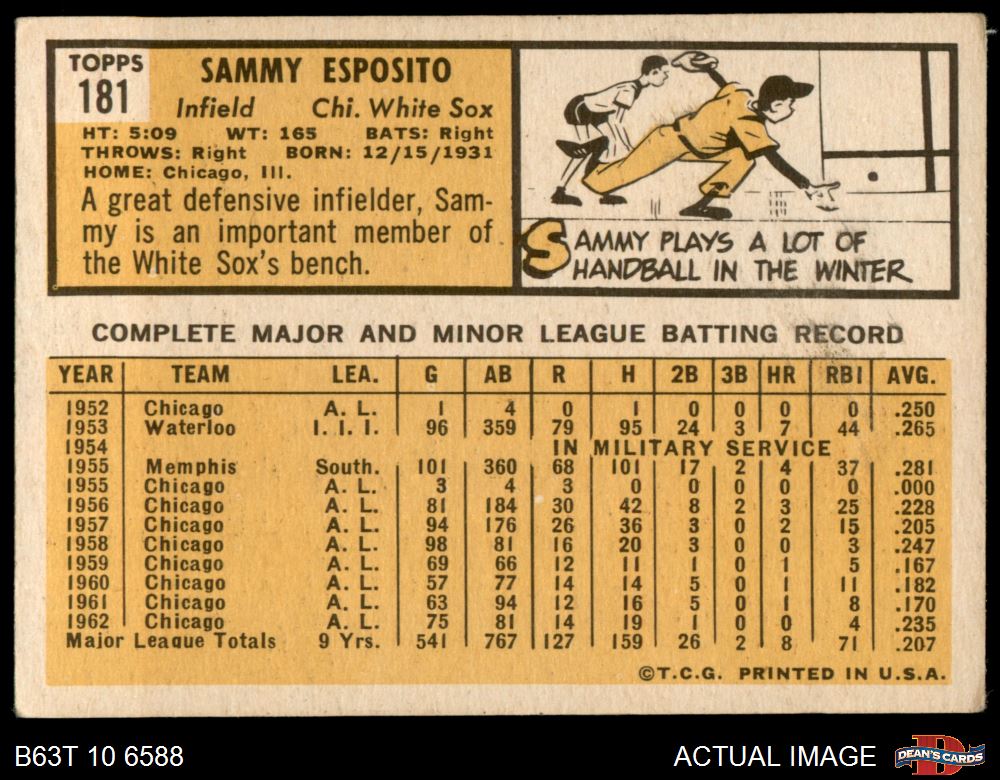 TOPPS
181
SAMMY ESPOSITO
Infield Chi. White Sox
HT: 5:09 WT: 165 BATS: Right
THROWS: Right BORN: 12/15/1931
HOME: Chicago, Ill.
A great defensive infielder, Sam-
my is an important member of
the White Sox's bench.
SAMMY PLAYS A LOT OF
HANDBALL IN THE WINTER
COMPLETE MAJOR AND MINOR LEAGUE BATTING RECORD
YEAR TEAM LEA. G AB R H 2B 3B HR RBI AVG.
1952 Chicago A. L. 1 4 0 1 0 0 0 0 .250
1953 Waterloo I. I. I. 96 359 79 95 24 3 7 44 .265
1954 IN MILITARY SERVICE
1955 Memphis South. 101 360 68 101 17 2 4 37 .281
1955 Chicago A. L. 3 4 3 0 0 0 0 0 .000
1956 Chicago A. L. 81 184 30 42 8 2 3 25 .228
1957 Chicago A. L. 94 176 26 36 3 0 2 15 .205
1958 Chicago A. L. 98 81 16 20 3 0 0 3 .247
1959 Chicago A. L. 69 66 12 11 1 0 1 5 .167
1960 Chicago A. L. 57 77 14 14 5 0 1 11 .182
1961 Chicago A. L. 63 94 12 16 5 0 1 8 .170
1962 Chicago A. L. 75 81 14 19 1 0 0 4 .235
Major League Totals 9 Yrs. 541 767 127 159 26 2 8 71 .207
©T.C.G. PRINTED IN U.S.A.
B63T 10 6588
ACTUAL IMAGE
DEAN'S CARDS